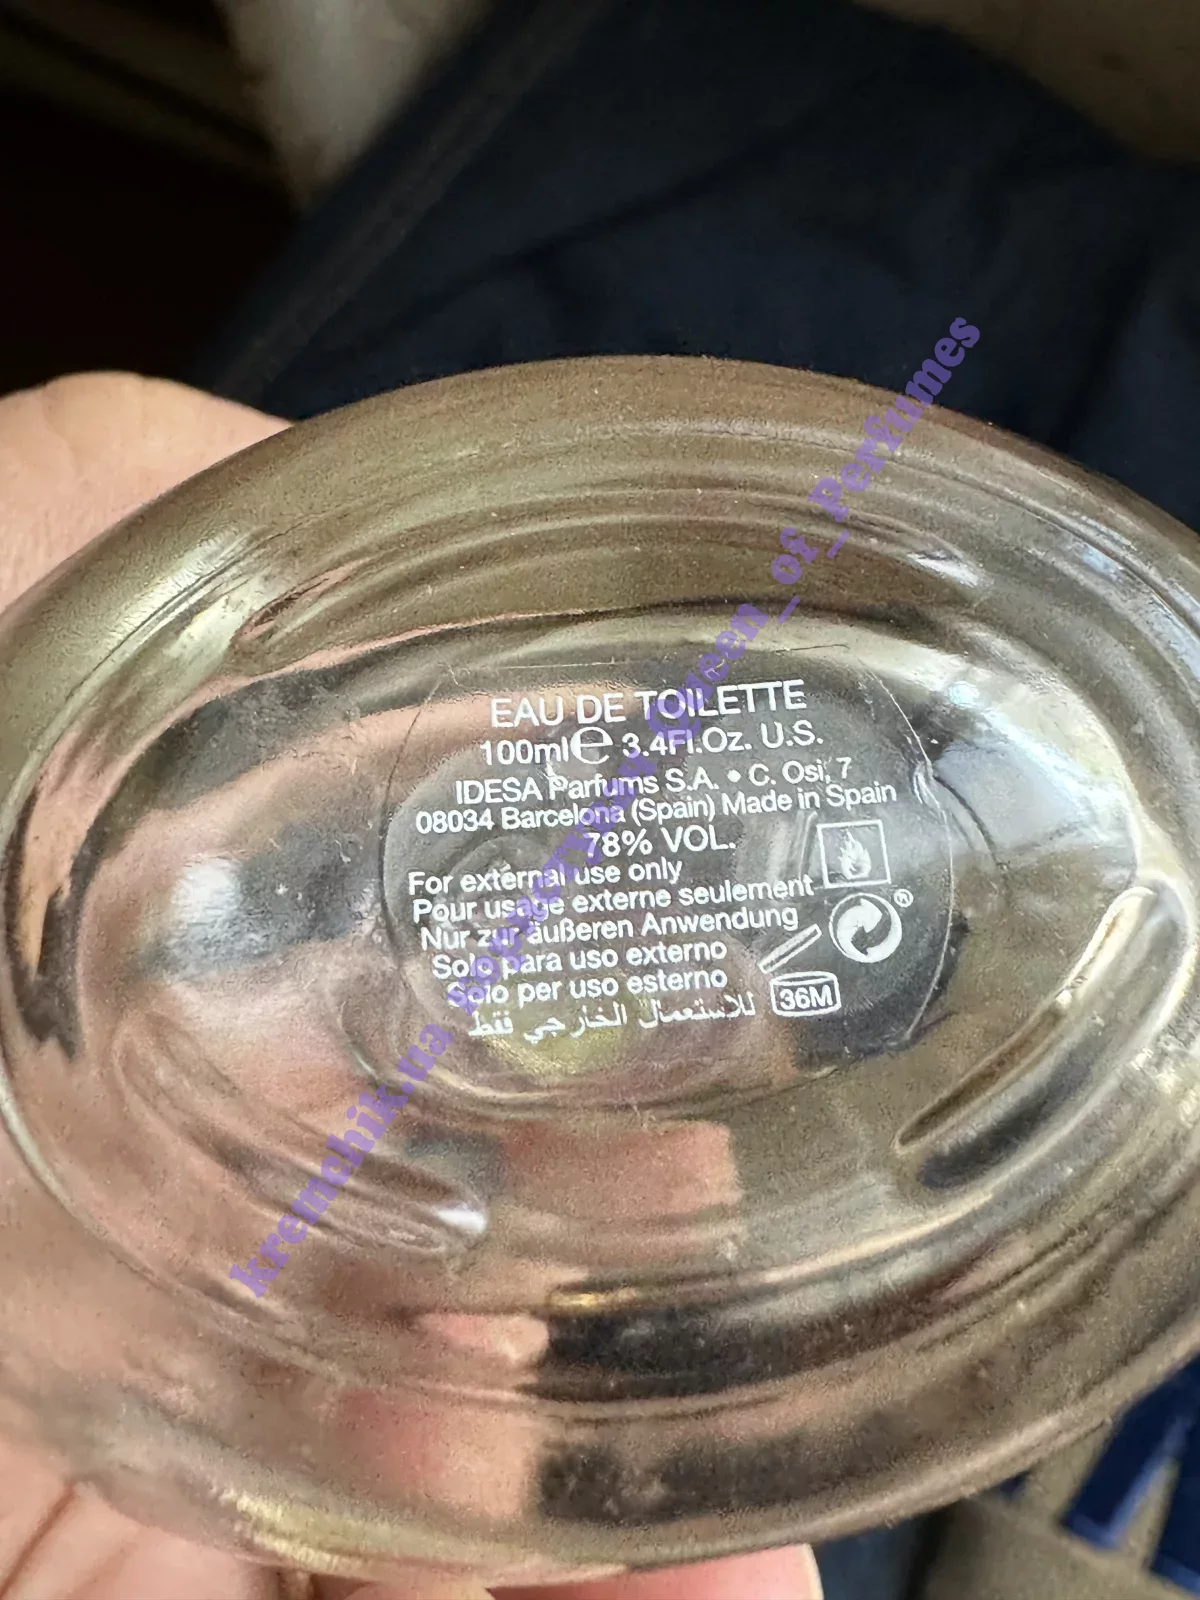 EAU DE TOILETTE
100ml℮ 3.4Fl.Oz. U.S.
IDESA Parfums S.A. • C. Osi, 7
08034 Barcelona (Spain) Made in Spain
78% VOL.
For external use only
Pour usage externe seulement
Nur zur äußeren Anwendung
Solo para uso externo
Solo per uso esterno
للاستعمال الخارجي فقط
®
36M
kremchik.ua
Queen_of_Perfumes